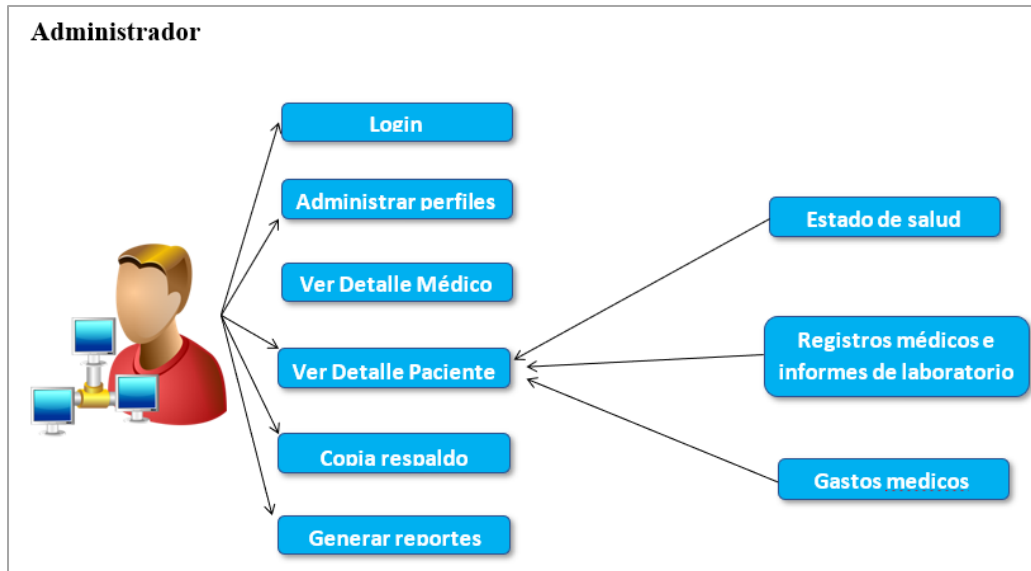 Administrador
Login
Administrar perfiles
Ver Detalle Médico
Ver Detalle Paciente
Copia respaldo
Generar reportes
Estado de salud
Registros médicos e
informes de laboratorio
Gastos medicos